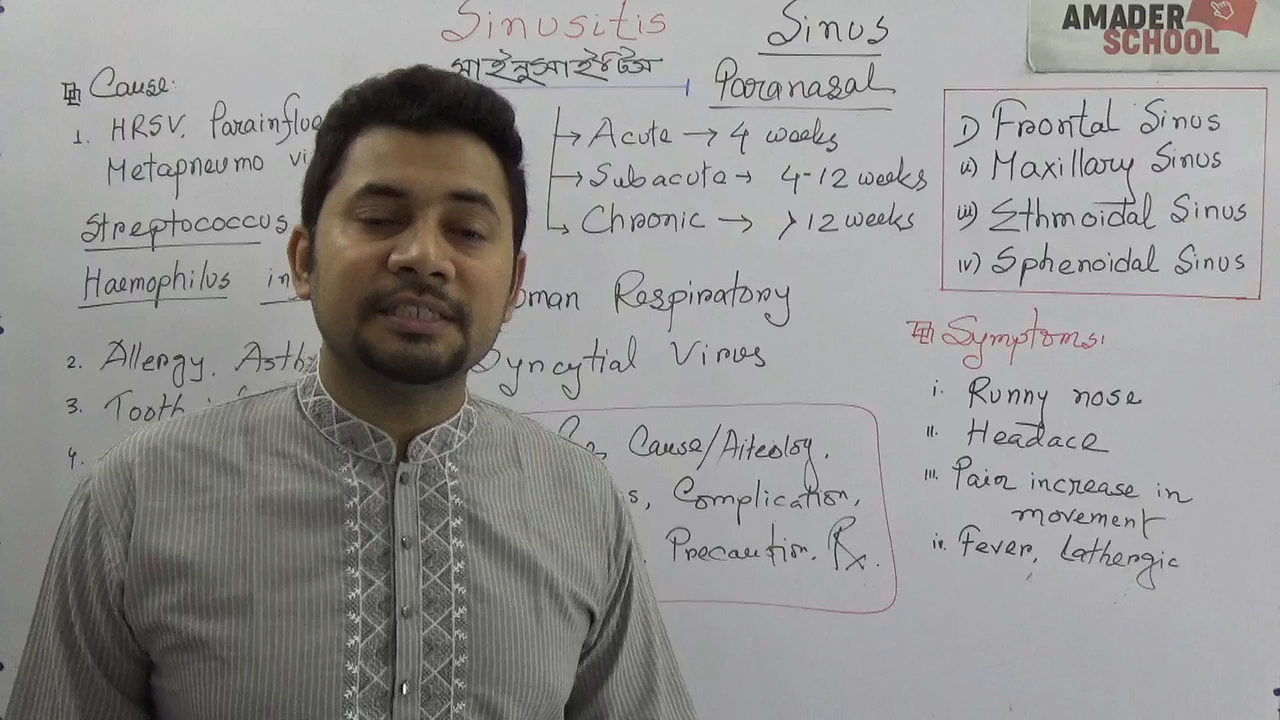 AMADER
SCHOOL
Sinusitis
সাইনুসাইটিস
Sinus
Paranasal
Cause:
1. HRSV, Parainflue
Metapneumo vi
Streptococcus
Haemophilus in
2. Allergy, Asth
3. Tooth
4.
Acute → 4 weeks
Subacute → 4-12 weeks
Chronic → > 12 weeks
oman Respiratory
Syncytial Virus
Cause/Aiteology,
s, Complication,
Precaution, Rx.
i) Frontal Sinus
ii) Maxillary Sinus
iii) Ethmoidal Sinus
iv) Sphenoidal Sinus
Symptoms:
i. Runny nose
ii. Headace
iii. Pain increase in
movement
iv. Fever, Lathergic